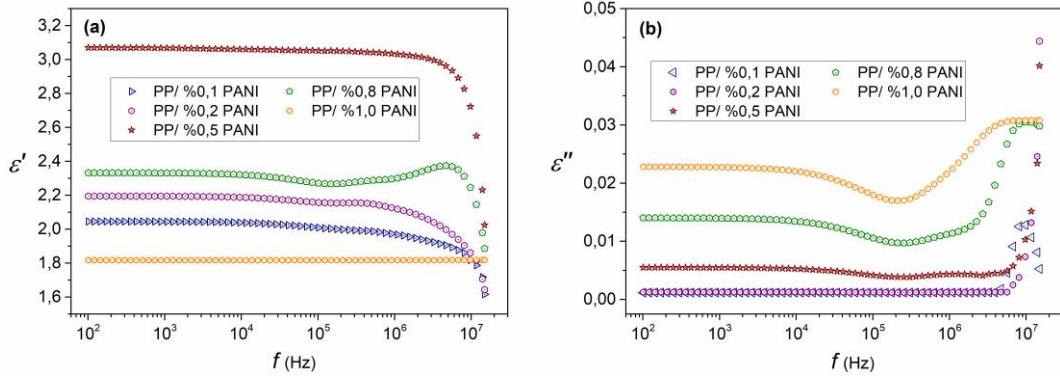 (a)
3,2
3,0
2,8
2,6
2,4
2,2
2,0
1,8
1,6
ε′
PP/ %0,1 PANI
PP/ %0,2 PANI
PP/ %0,5 PANI
PP/ %0,8 PANI
PP/ %1,0 PANI
10²
10³
10⁴
10⁵
10⁶
10⁷
f (Hz)
(b)
0,05
0,04
0,03
0,02
0,01
0,00
ε″
PP/ %0,1 PANI
PP/ %0,2 PANI
PP/ %0,5 PANI
PP/ %0,8 PANI
PP/ %1,0 PANI
10²
10³
10⁴
10⁵
10⁶
10⁷
f (Hz)